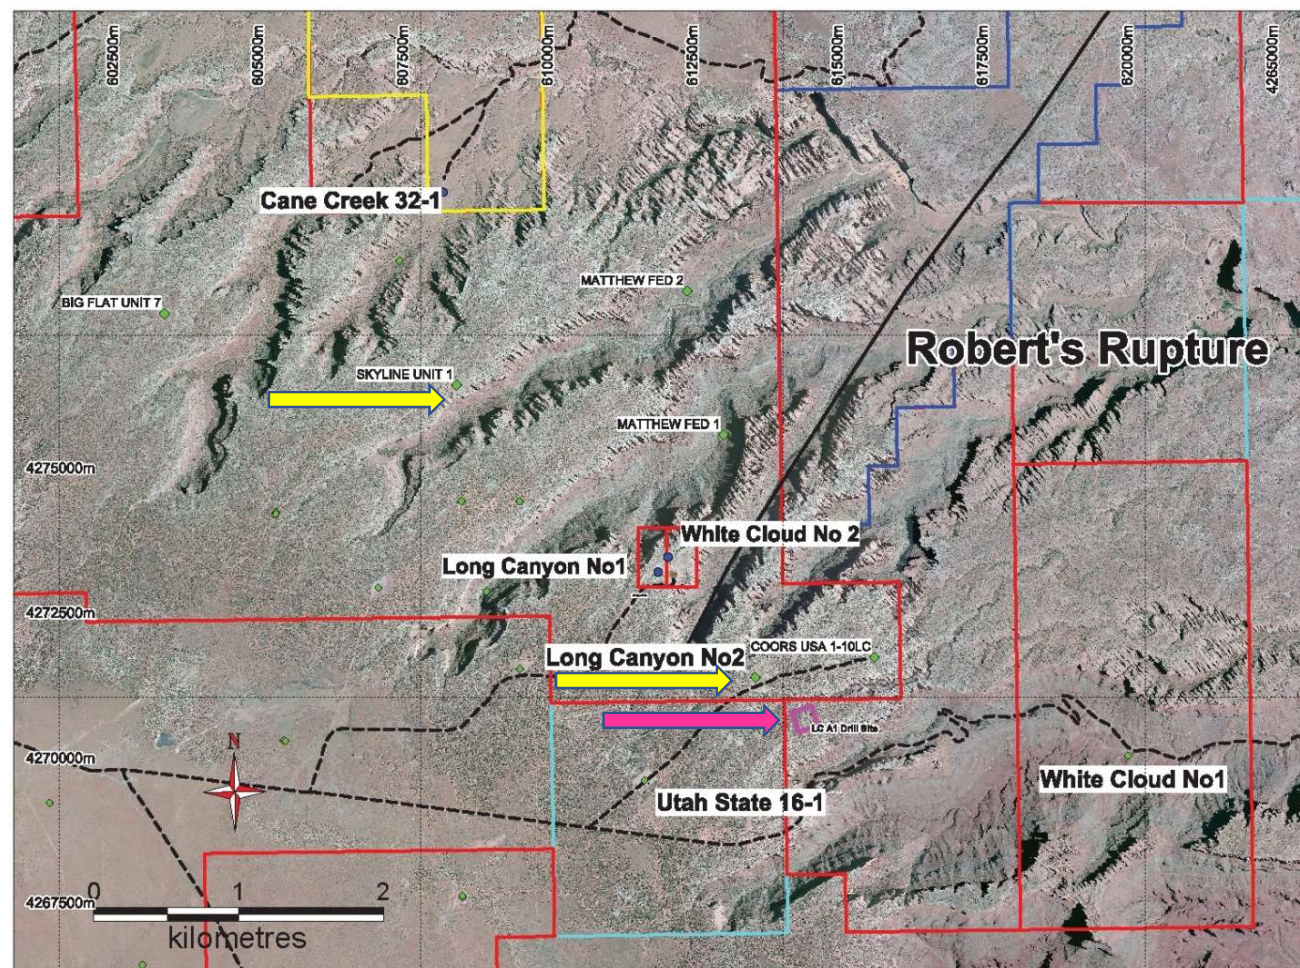 602500m
605000m
607500m
610000m
612500m
615000m
617500m
620000m
4265000m
Cane Creek 32-1
BIG FLAT UNIT 7
MATTHEW FED 2
Robert's Rupture
SKYLINE UNIT 1
MATTHEW FED 1
4275000m
White Cloud No 2
Long Canyon No1
4272500m
COORS USA 1-10LC
Long Canyon No2
LC A1 Drill Site
N
4270000m
White Cloud No1
Utah State 16-1
4267500m
0 1 2
kilometres